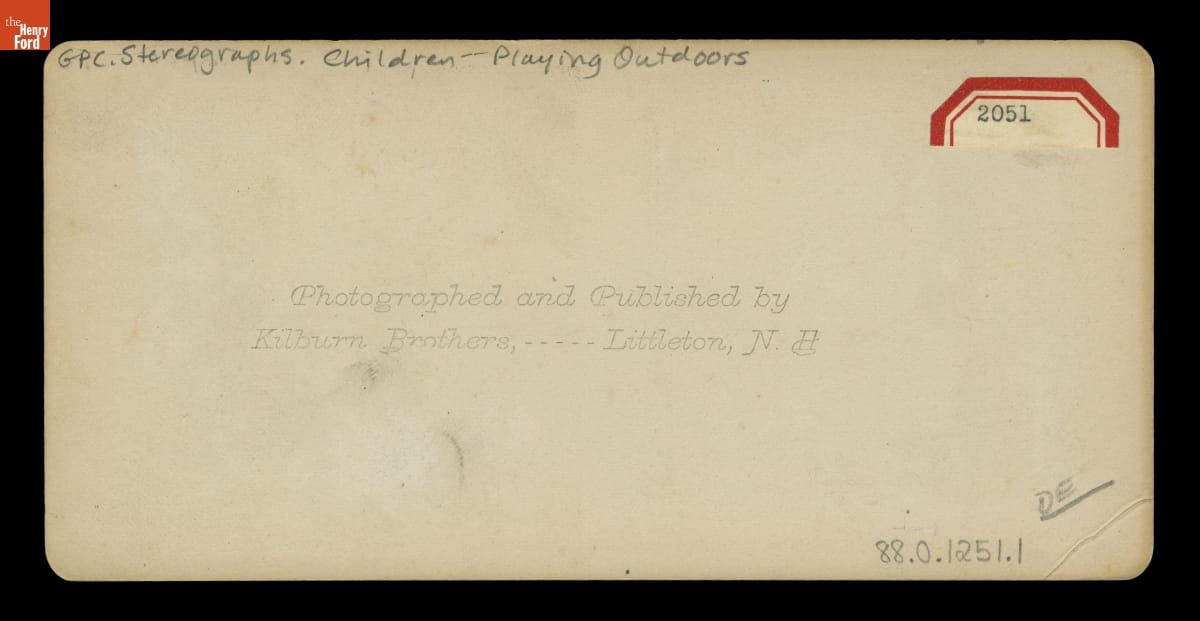 the
Henry
Ford
GPC. Stereographs. Children--Playing Outdoors
2051
Photographed and Published by
Kilburn Brothers, ----- Littleton, N. H
DE
88.0.1251.1